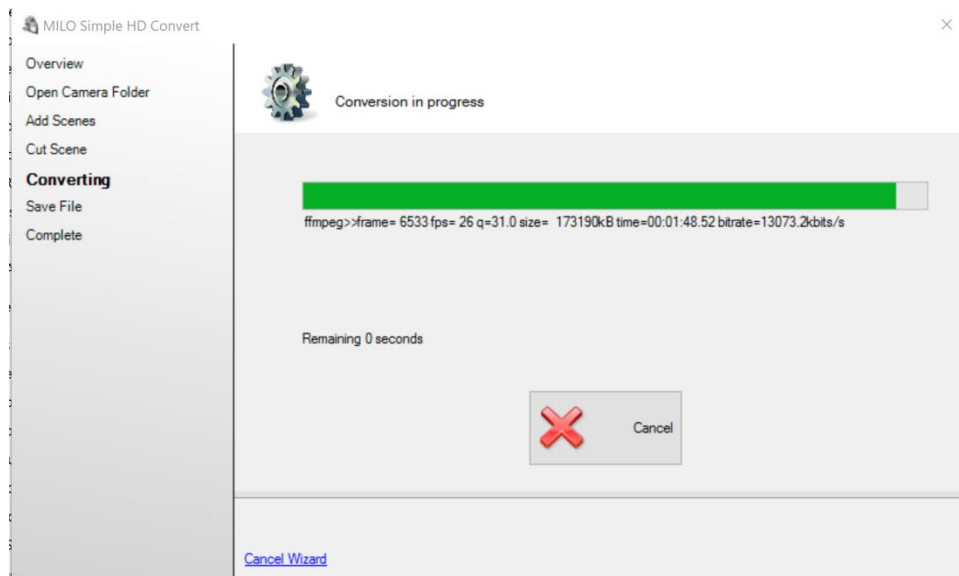 MILO Simple HD Convert
Overview
Open Camera Folder
Add Scenes
Cut Scene
Converting
Save File
Complete
Conversion in progress
ffmpeg>>frame= 6533 fps= 26 q=31.0 size= 173190kB time=00:01:48.52 bitrate=13073.2kbits/s
Remaining 0 seconds
Cancel
Cancel Wizard